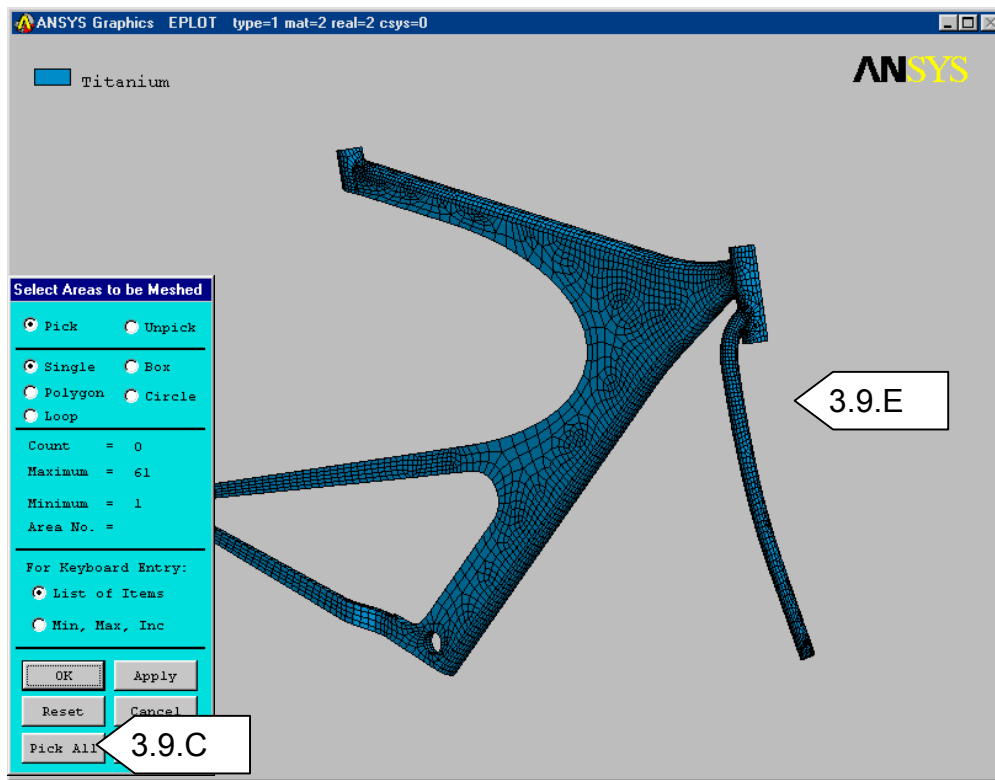 ANSYS Graphics EPLOT type=1 mat=2 real=2 csys=0
Titanium
ANSYS
Select Areas to be Meshed
Pick Unpick
Single Box
Polygon Circle
Loop
Count = 0
Maximum = 61
Minimum = 1
Area No. =
For Keyboard Entry:
List of Items
Min, Max, Inc
OK Apply
Reset Cancel
Pick All
3.9.C
3.9.E